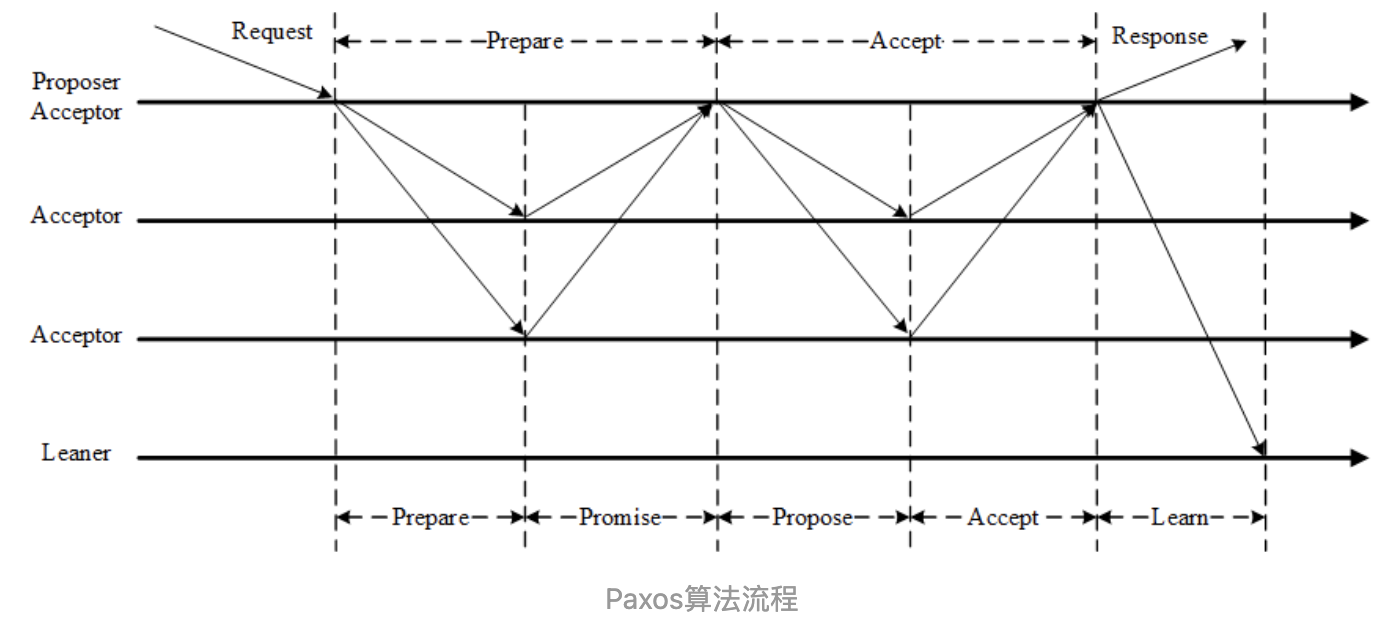 Request
Prepare
Accept
Response
Proposer
Acceptor
Acceptor
Acceptor
Leaner
Prepare
Promise
Propose
Accept
Learn
Paxos算法流程